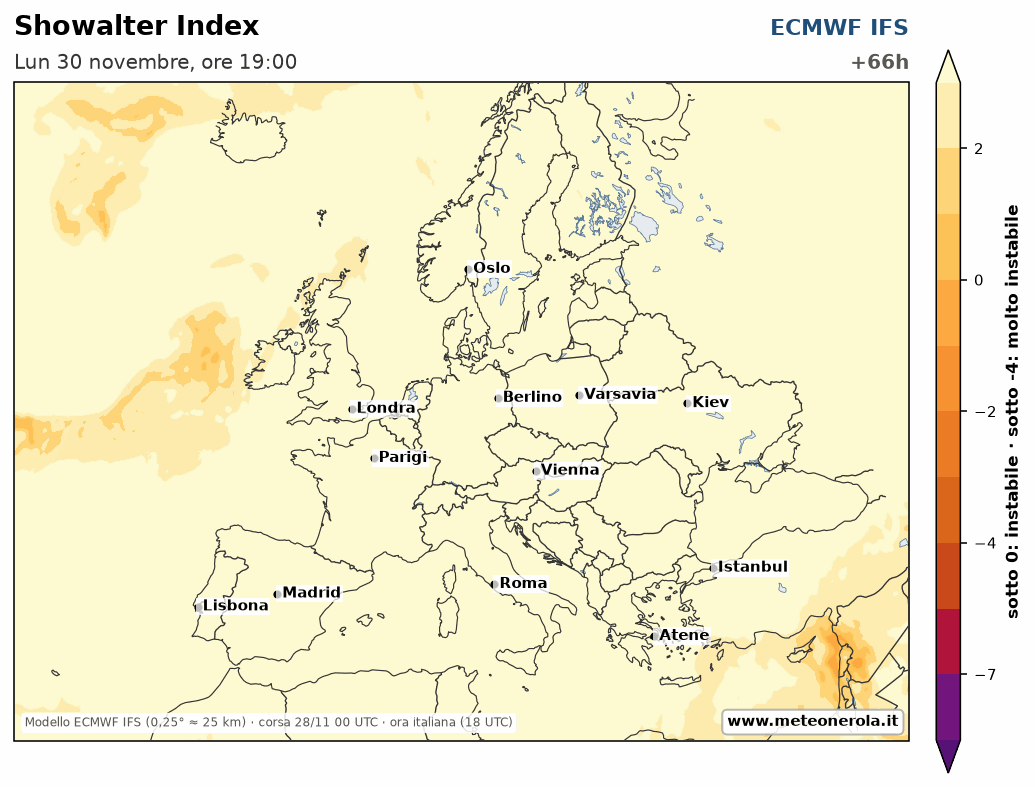 Showalter Index
ECMWF IFS
Lun 30 novembre, ore 19:00
+66h
Oslo
Berlino
Varsavia
Kiev
Londra
Parigi
Vienna
Istanbul
Roma
Madrid
Lisbona
Atene
2
0
−2
−4
−7
sotto 0: instabile · sotto -4: molto instabile
Modello ECMWF IFS (0,25° ≈ 25 km) · corsa 28/11 00 UTC · ora italiana (18 UTC)
www.meteonerola.it